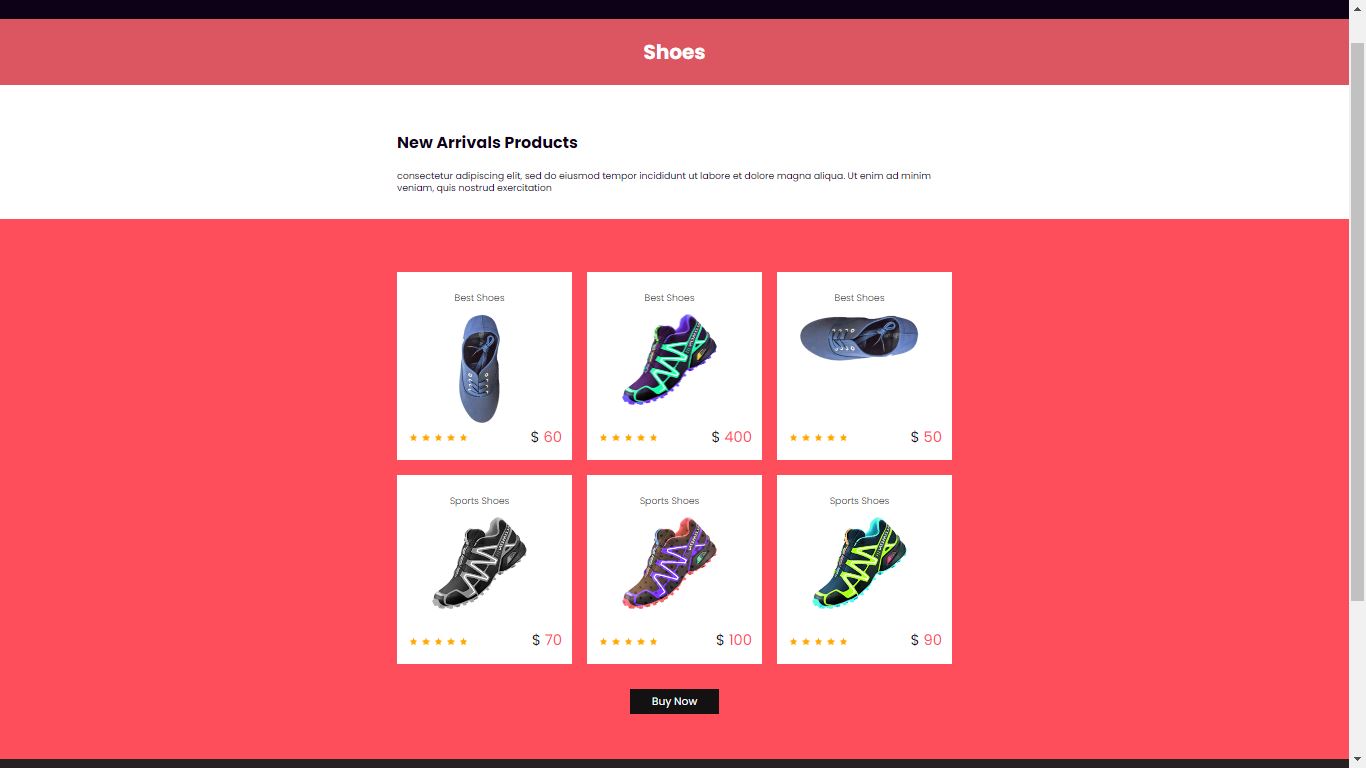 Shoes
New Arrivals Products
consectetur adipiscing elit, sed do eiusmod tempor incididunt ut labore et dolore magna aliqua. Ut enim ad minim
veniam, quis nostrud exercitation
Best Shoes
$ 60
Best Shoes
$ 400
Best Shoes
$ 50
Sports Shoes
$ 70
Sports Shoes
$ 100
Sports Shoes
$ 90
Buy Now